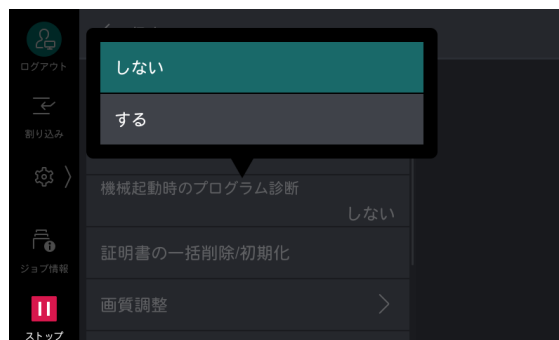 ログアウト
割り込み
ジョブ情報
ストップ
しない
する
機械起動時のプログラム診断
しない
証明書の一括削除/初期化
画質調整